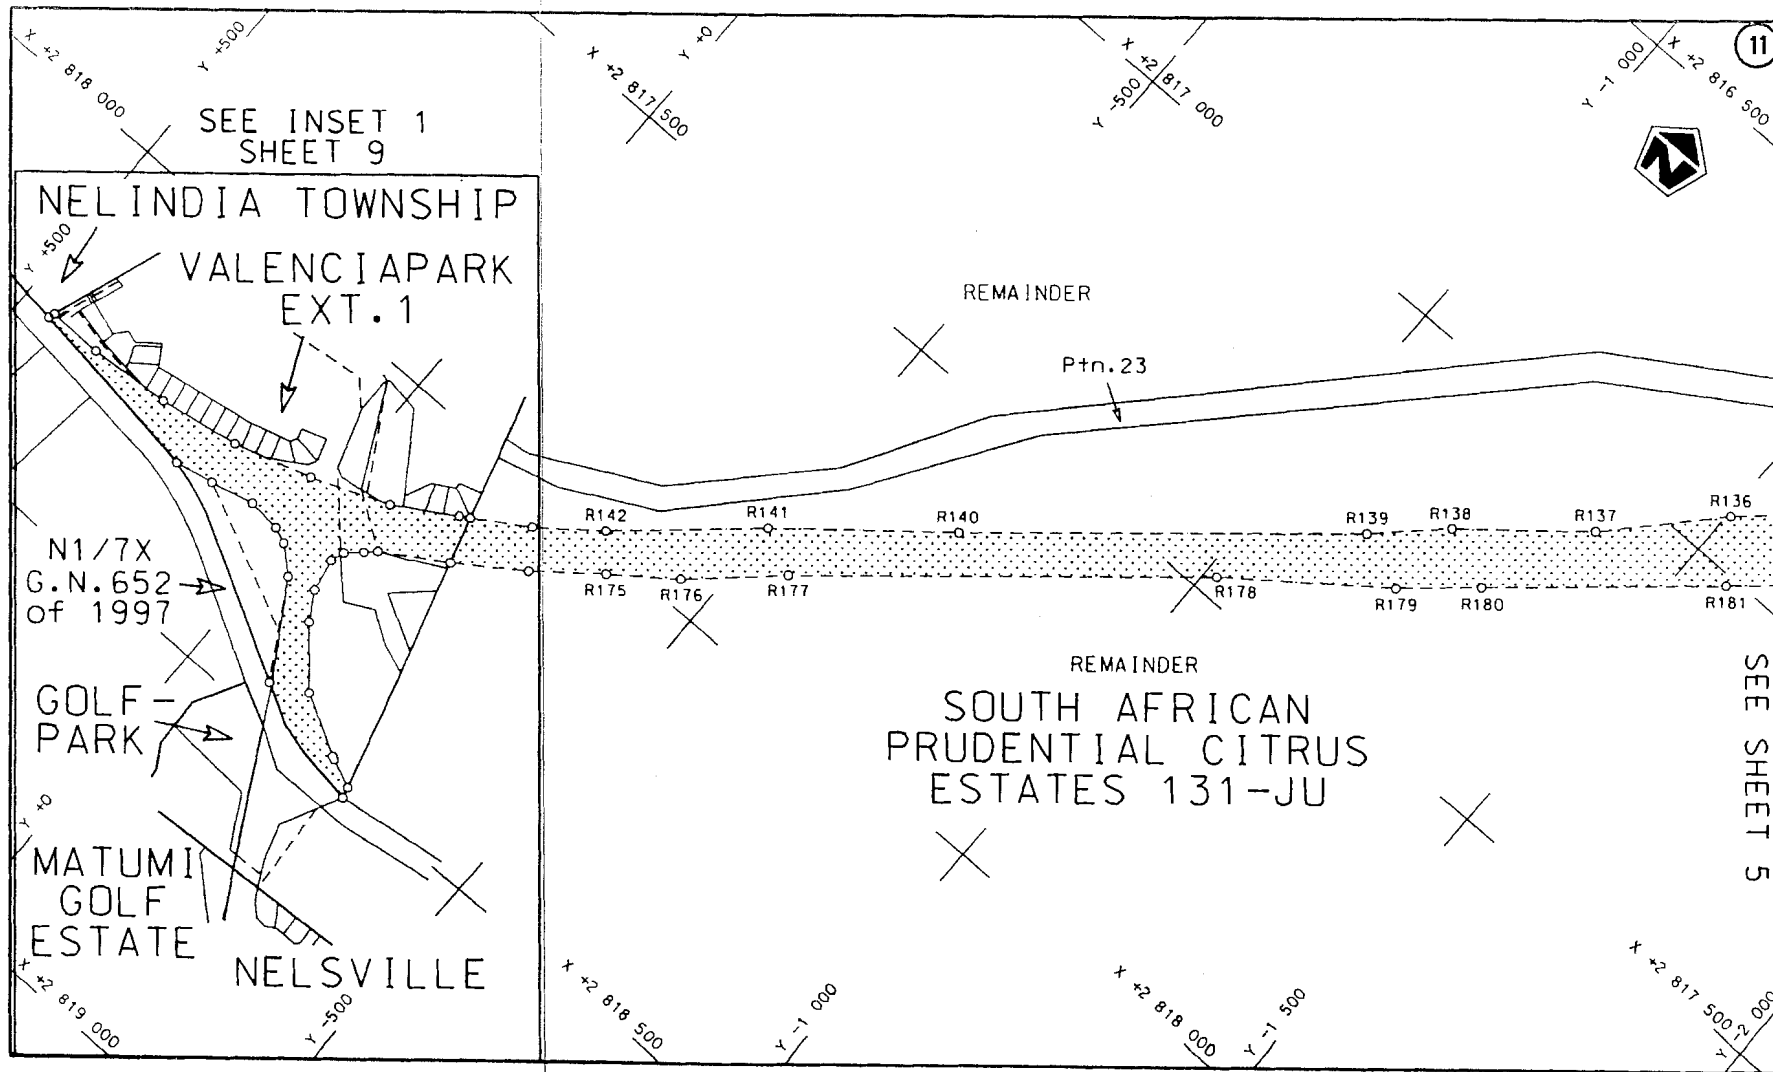 X +2 818 000
Y +500
X +2 817 500
Y +0
X +2 817 000
Y -500
Y -1 000
X +2 816 500
11
SEE INSET 1
SHEET 9
NELINDIA TOWNSHIP
Y +500
VALENCIAPARK
EXT.1
REMAINDER
Ptn.23
R142
R141
R140
R139
R138
R137
R136
N1/7X
G.N.652
of 1997
R175
R176
R177
R178
R179
R180
R181
GOLF-
PARK
REMAINDER
SOUTH AFRICAN
PRUDENTIAL CITRUS
ESTATES 131-JU
SEE SHEET 5
Y +0
MATUMI
GOLF
ESTATE
NELSVILLE
X +2 819 000
Y -500
X +2 818 500
Y -1 000
X +2 818 000
Y -1 500
X +2 817 500
Y -2 000